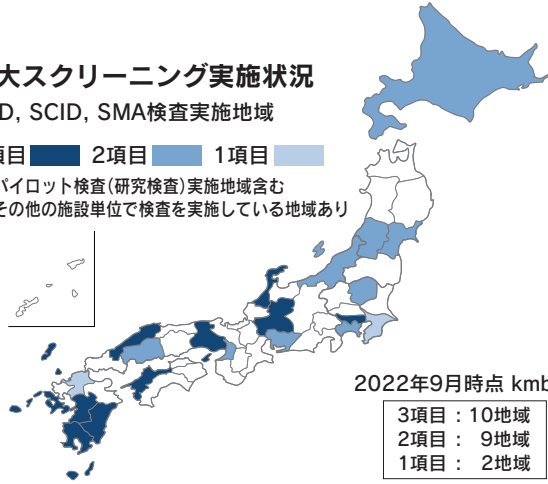 大スクリーニング実施状況
D, SCID, SMA検査実施地域
項目 2項目 1項目
パイロット検査(研究検査)実施地域含む
その他の施設単位で検査を実施している地域あり
2022年9月時点 kmb
3項目：10地域
2項目： 9地域
1項目： 2地域